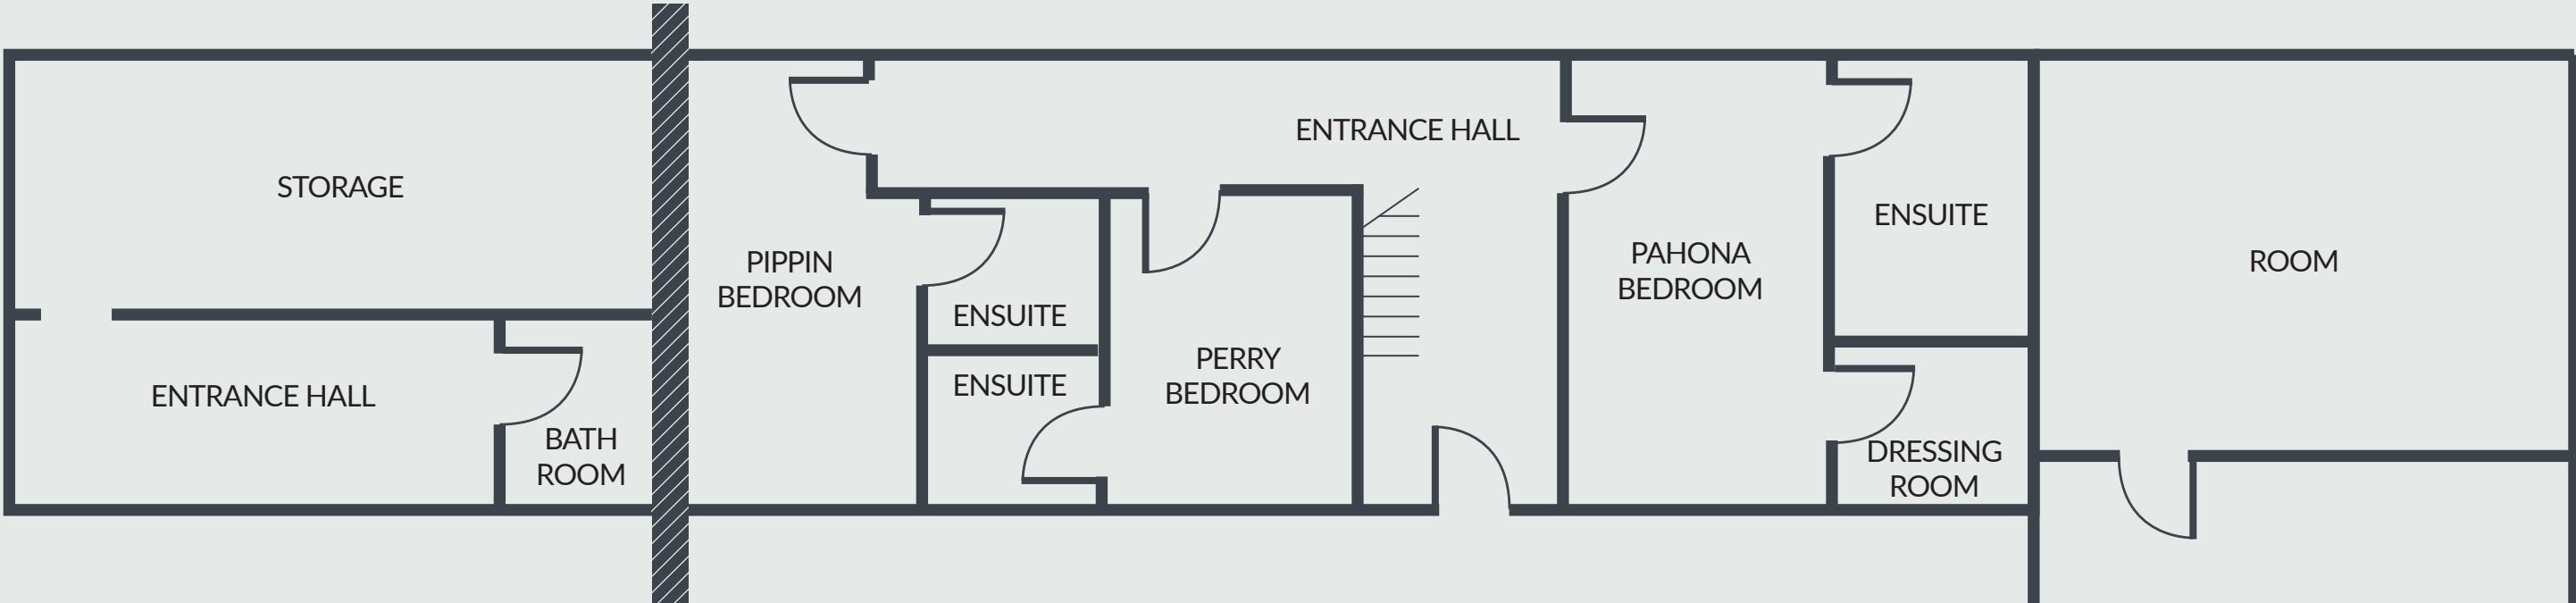 STORAGE
ENTRANCE HALL
BATH
ROOM
PIPPIN
BEDROOM
ENSUITE
ENSUITE
PERRY
BEDROOM
ENTRANCE HALL
PAHONA
BEDROOM
ENSUITE
DRESSING
ROOM
ROOM